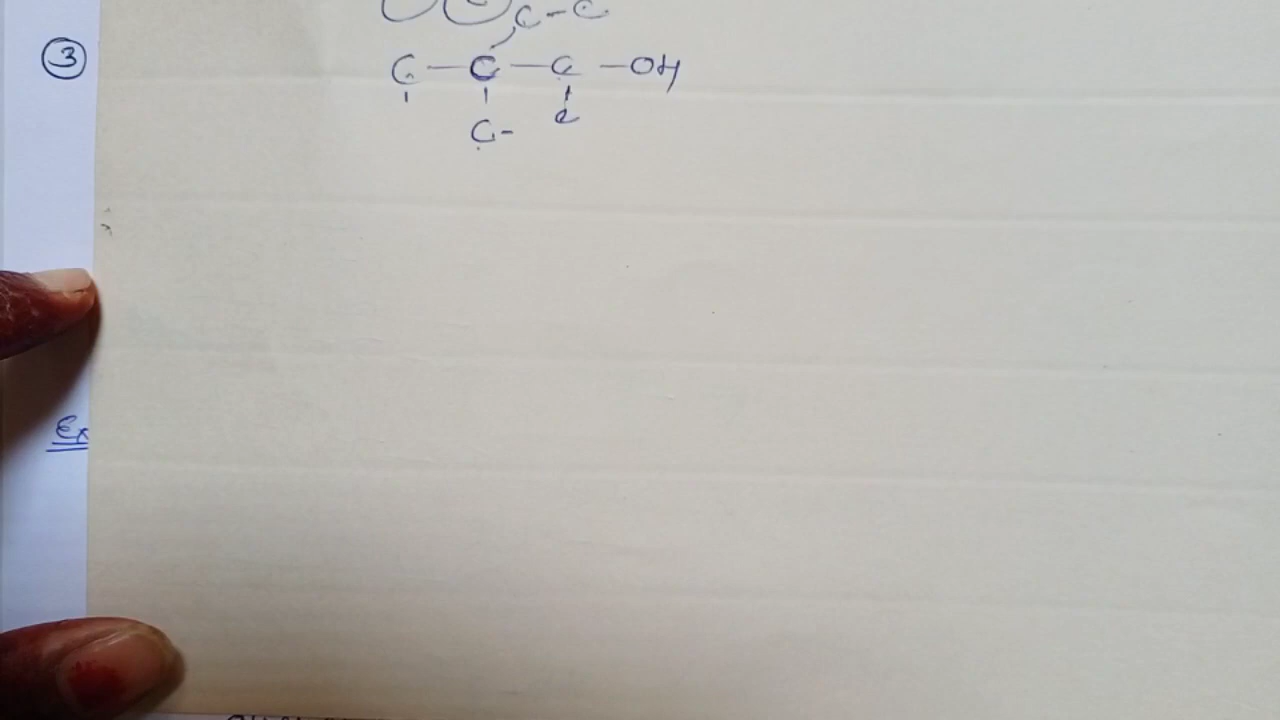 C - C
③ C — C — C — OH
C - C
Ex